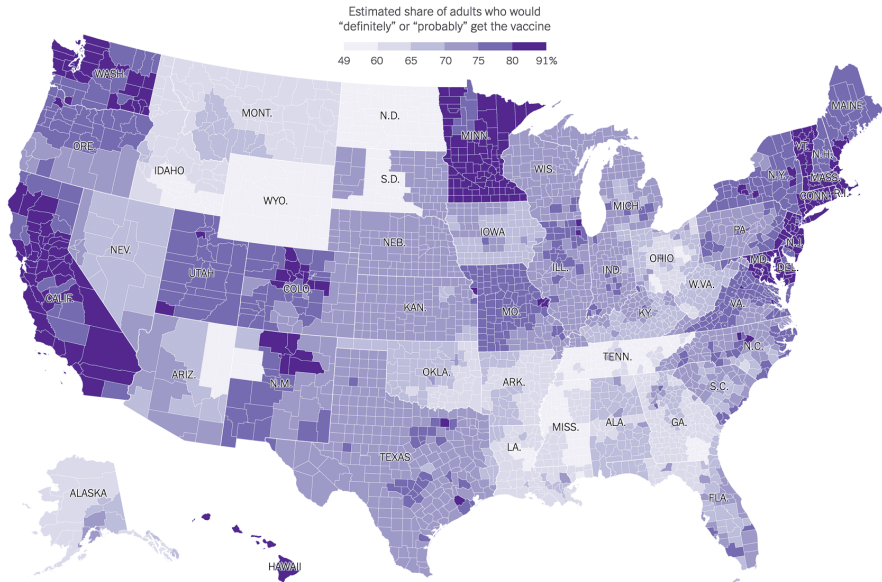 Estimated share of adults who would
“definitely” or “probably” get the vaccine
49 60 65 70 75 80 91%
WASH.
MONT.
N.D.
MINN.
MAINE
ORE.
IDAHO
S.D.
WIS.
VT.
N.H.
WYO.
MICH.
N.Y.
MASS.
CONN.
R.I.
NEV.
NEB.
IOWA
PA.
N.J.
UTAH
COLO.
ILL.
IND.
OHIO
MD.
DEL.
CALIF.
KAN.
MO.
KY.
W.VA.
VA.
ARIZ.
N.M.
OKLA.
ARK.
TENN.
N.C.
S.C.
TEXAS
LA.
MISS.
ALA.
GA.
ALASKA
FLA.
HAWAII